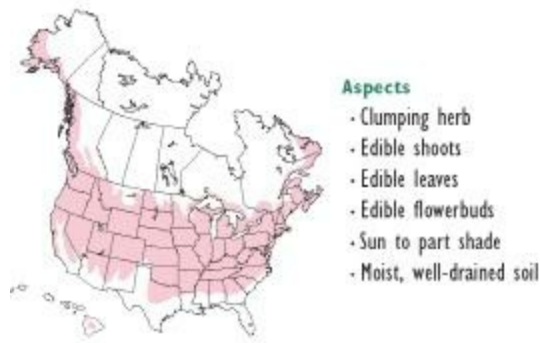 Aspects
• Clumping herb
• Edible shoots
• Edible leaves
• Edible flowerbuds
• Sun to part shade
• Moist, well-drained soil